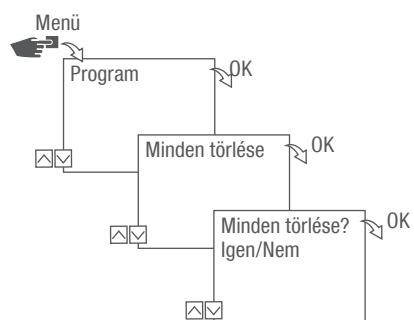 Menü
Program
OK
Minden törlése
OK
Minden törlése?
Igen/Nem
OK